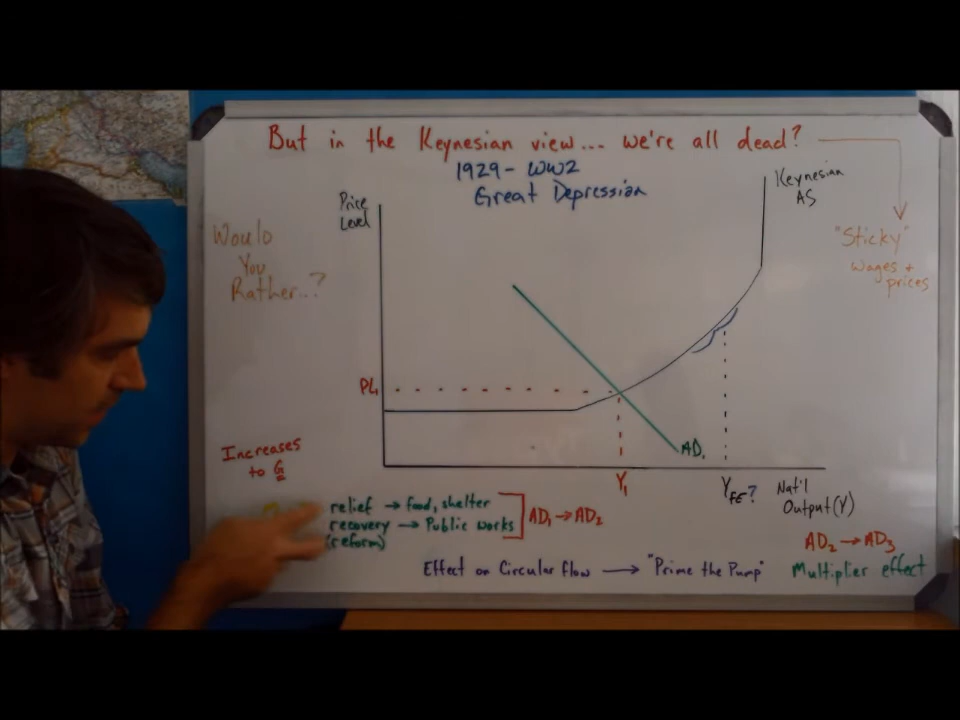 But in the Keynesian view... we're all dead?
1929 - WW2
Great Depression
Keynesian
AS
Price
Level
Would
You
Rather...?
"Sticky"
wages +
prices
PL1
AD1
Increases
to G
Y1
YFE?
Nat'l
Output (Y)
relief → food, shelter
recovery → Public works
(reform)
AD1 → AD2
AD2 → AD3
Effect on Circular flow → "Prime the Pump"
Multiplier effect